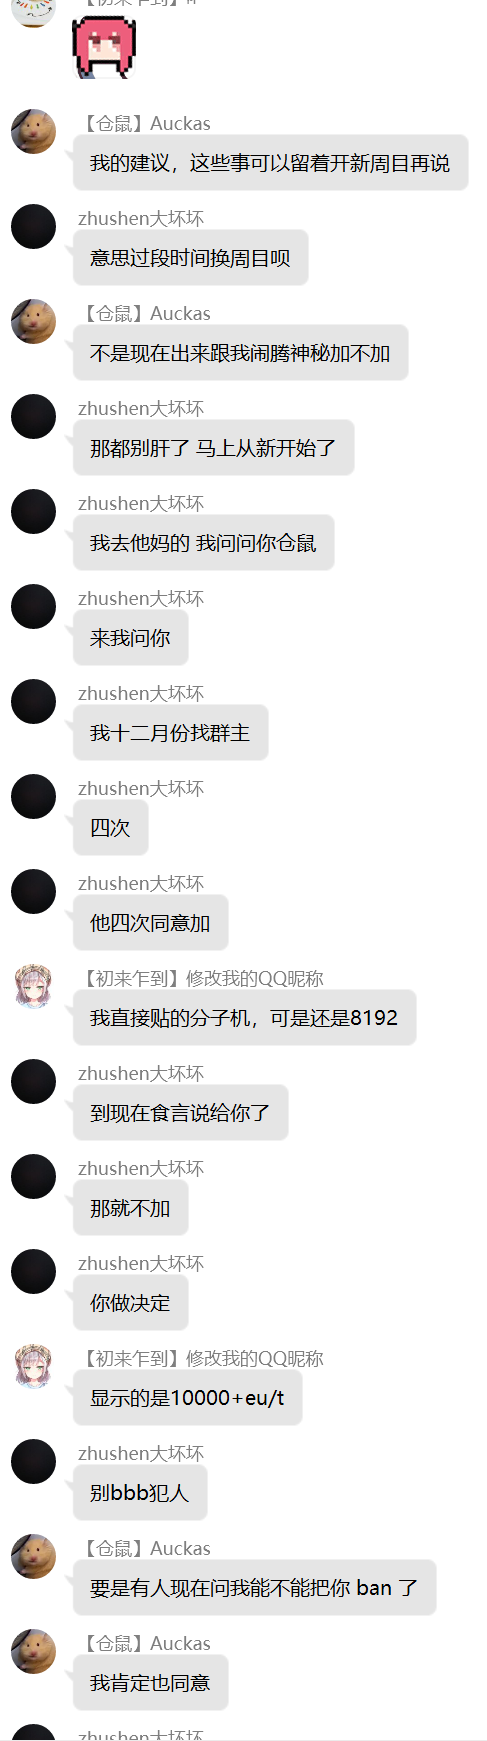 【仓鼠】Auckas
我的建议，这些事可以留着开新周目再说
zhushen大坏坏
意思过段时间换周目呗
【仓鼠】Auckas
不是现在出来跟我闹腾神秘加不加
zhushen大坏坏
那都别肝了 马上从新开始了
zhushen大坏坏
我去他妈的 我问问你仓鼠
zhushen大坏坏
来我问你
zhushen大坏坏
我十二月份找群主
zhushen大坏坏
四次
zhushen大坏坏
他四次同意加
【初来乍到】修改我的QQ昵称
我直接贴的分子机，可是还是8192
zhushen大坏坏
到现在食言说给你了
zhushen大坏坏
那就不加
zhushen大坏坏
你做决定
【初来乍到】修改我的QQ昵称
显示的是10000+eu/t
zhushen大坏坏
别bbb犯人
【仓鼠】Auckas
要是有人现在问我能不能把你 ban 了
【仓鼠】Auckas
我肯定也同意
zhushen大坏坏